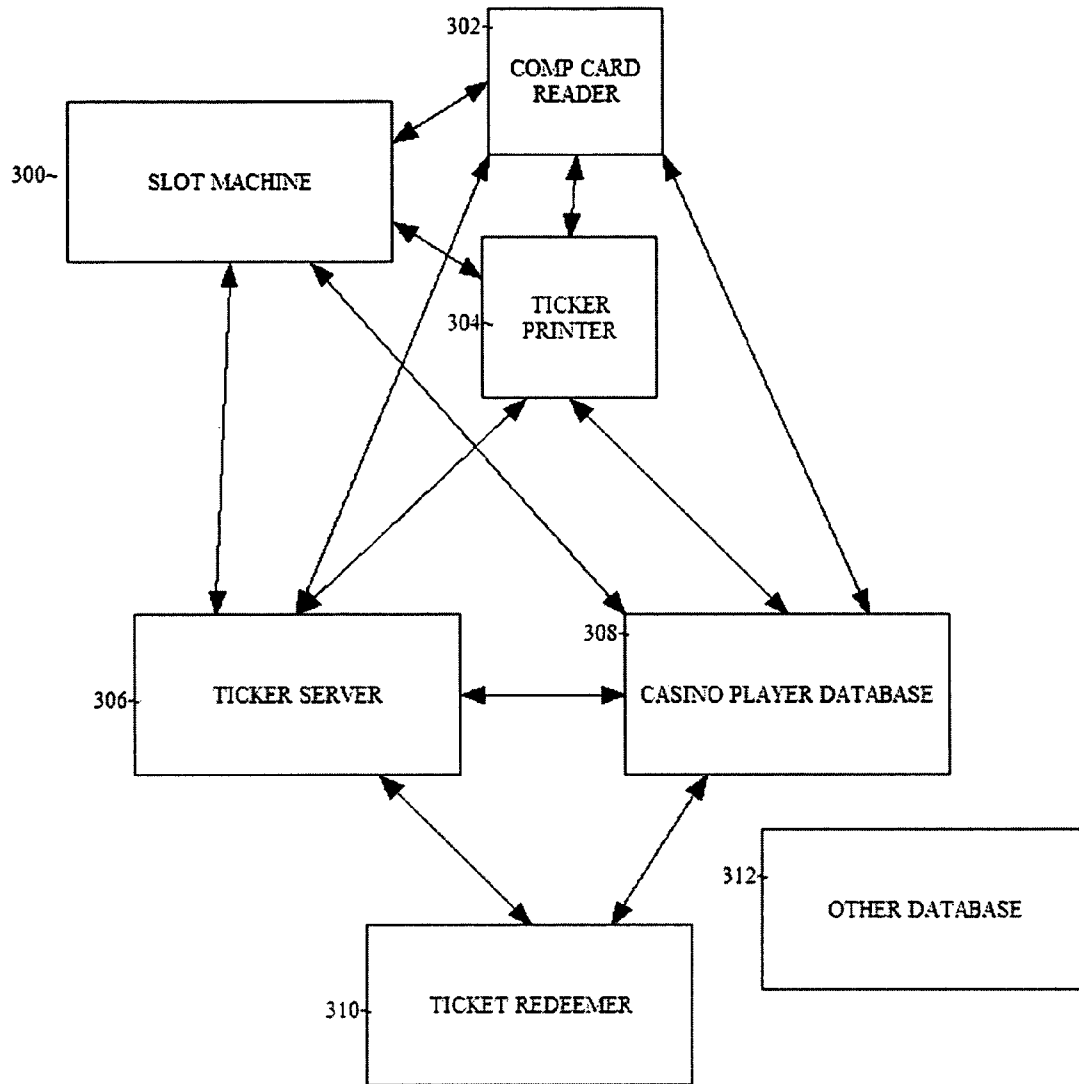 302-
COMP CARD
READER
300~
SLOT MACHINE
304-
TICKER
PRINTER
308-
306-
TICKER SERVER
CASINO PLAYER DATABASE
312-
OTHER DATABASE
310-
TICKET REDEEMER